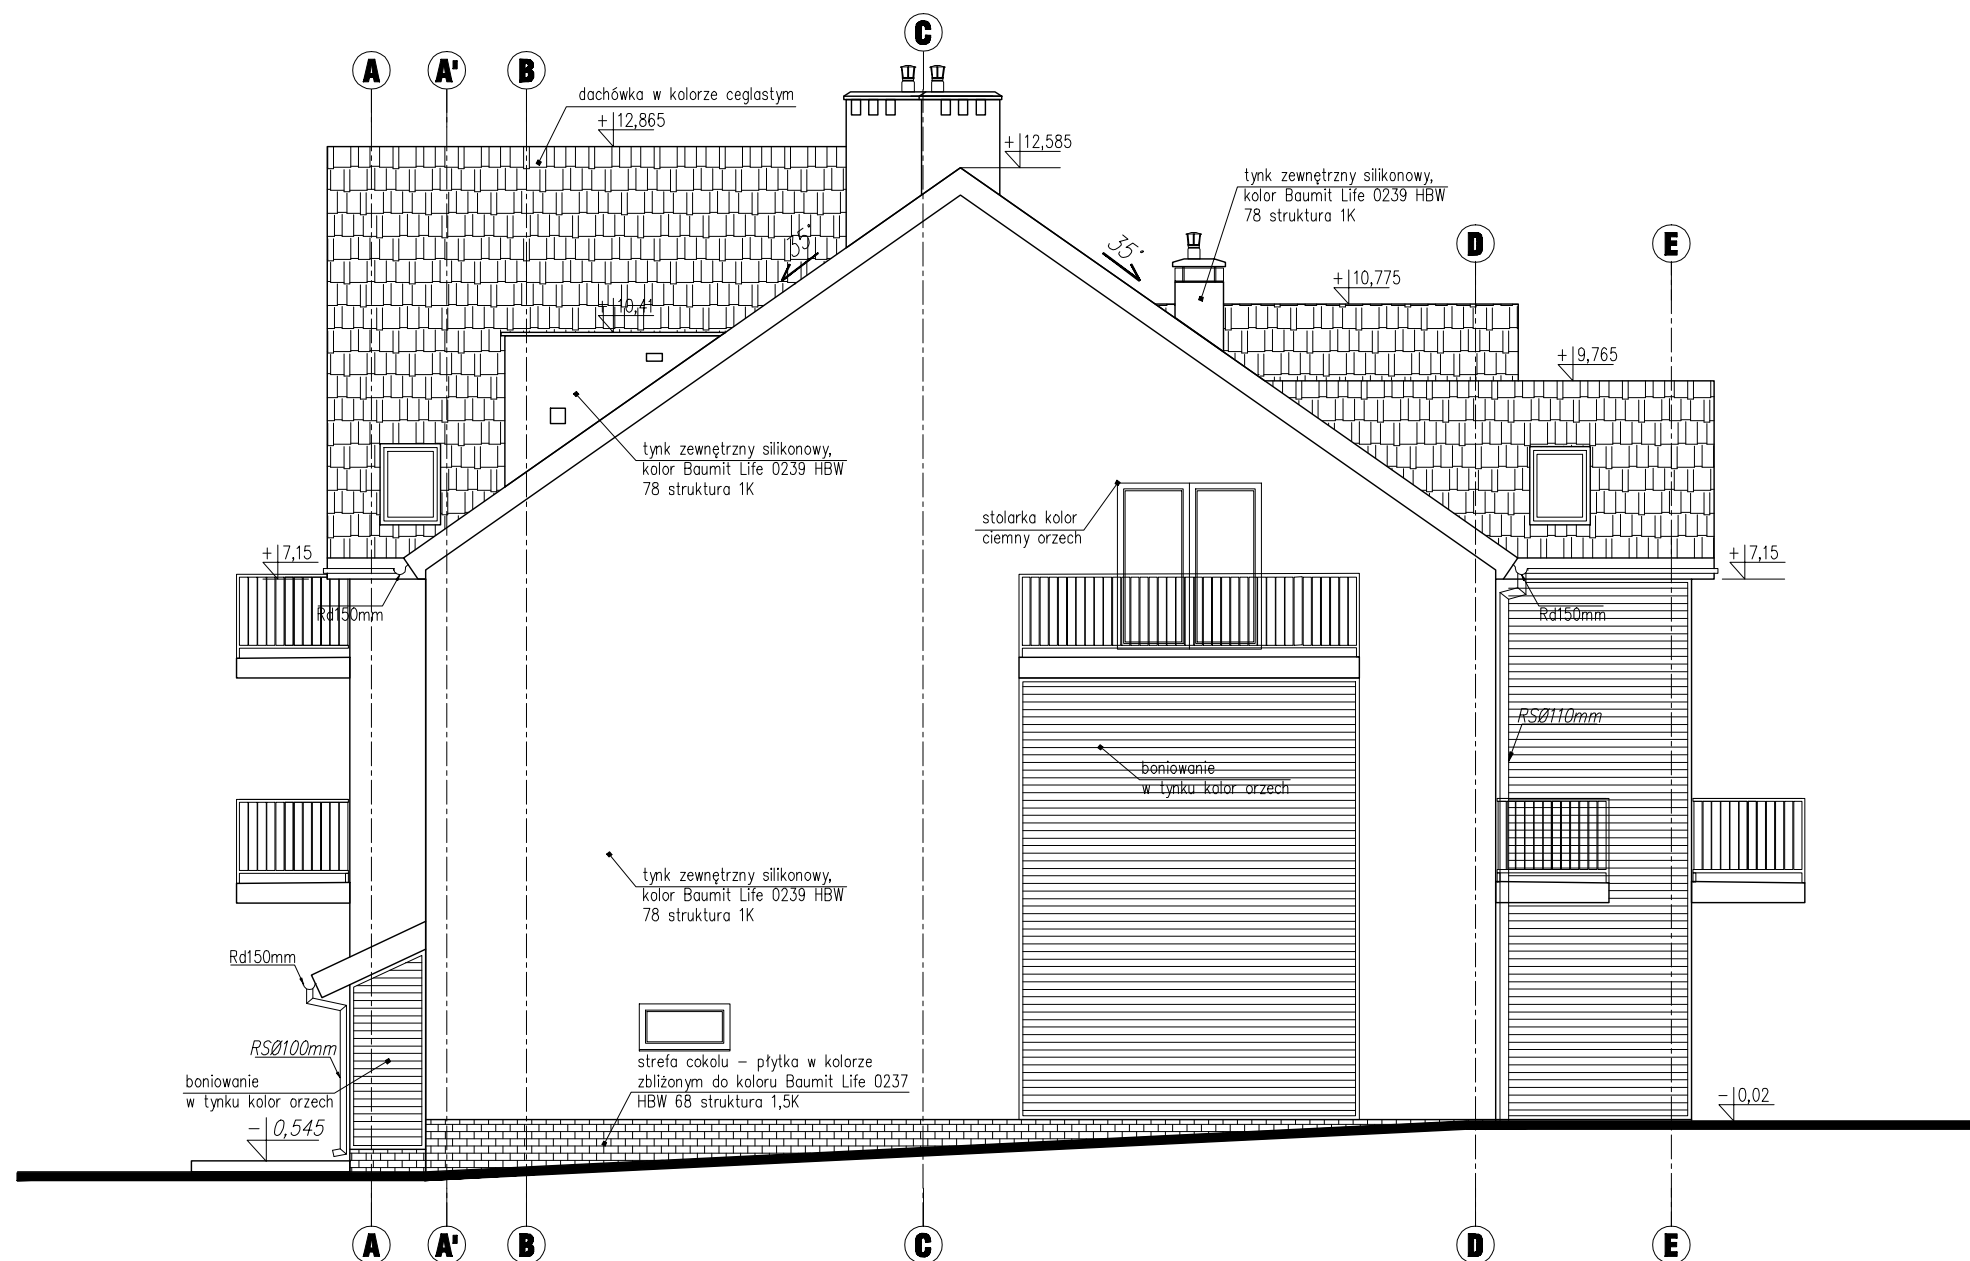 C
A
A'
B
dachówka w kolorze ceglastym
+12,865
+12,585
tynk zewnętrzny silikonowy,
kolor Baumit Life 0239 HBW
78 struktura 1K
35°
35°
D
E
+10,775
+10,41
+9,765
tynk zewnętrzny silikonowy,
kolor Baumit Life 0239 HBW
78 struktura 1K
stolarka kolor
ciemny orzech
+7,15
+7,15
Rd150mm
Rd150mm
RSØ110mm
boniowanie
w tynku kolor orzech
tynk zewnętrzny silikonowy,
kolor Baumit Life 0239 HBW
78 struktura 1K
Rd150mm
RSØ100mm
strefa cokolu – płytka w kolorze
zbliżonym do koloru Baumit Life 0237
HBW 68 struktura 1,5K
boniowanie
w tynku kolor orzech
-0,02
-0,545
A
A'
B
C
D
E